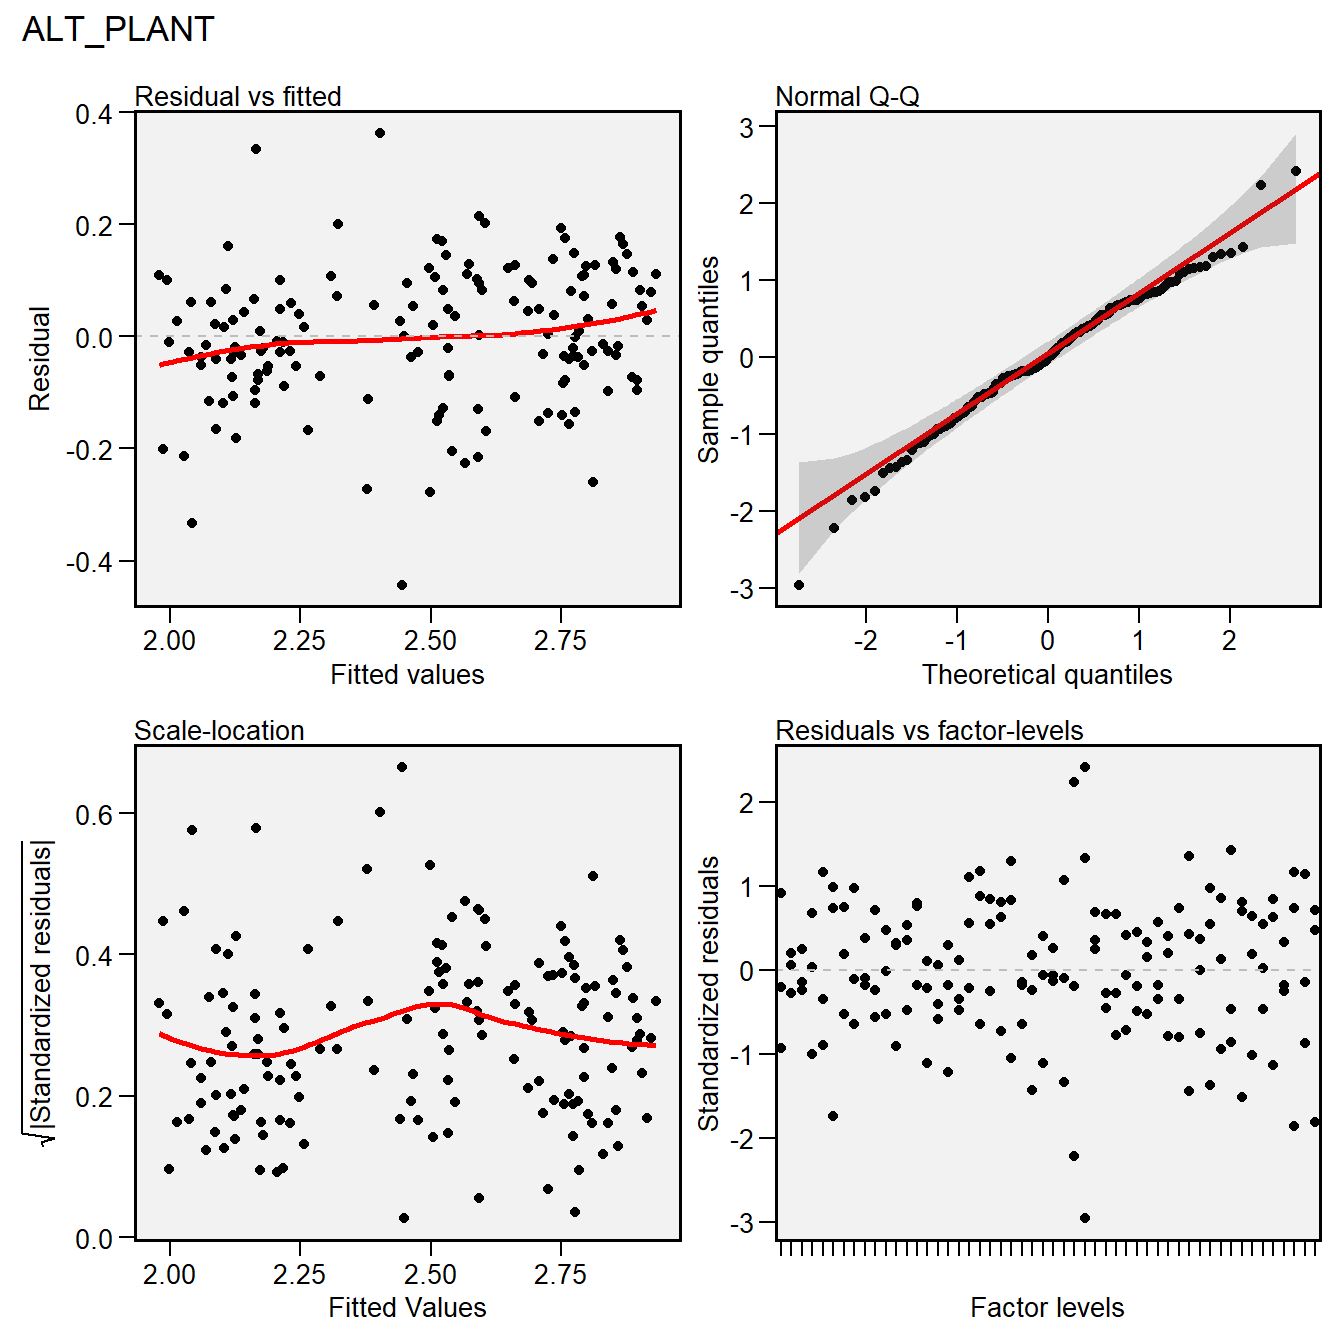 ALT_PLANT
Residual vs fitted
0.4
0.2
0.0
-0.2
-0.4
Residual
2.00 2.25 2.50 2.75
Fitted values
Normal Q-Q
3
2
1
0
-1
-2
-3
Sample quantiles
-2 -1 0 1 2
Theoretical quantiles
Scale-location
0.6
0.4
0.2
0.0
√|Standardized residuals|
2.00 2.25 2.50 2.75
Fitted Values
Residuals vs factor-levels
2
1
0
-1
-2
-3
Standardized residuals
Factor levels